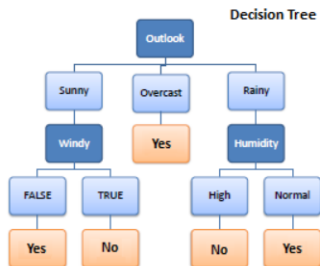 Decision Tree
Outlook
Sunny
Overcast
Rainy
Windy
Yes
Humidity
FALSE
TRUE
High
Normal
Yes
No
No
Yes